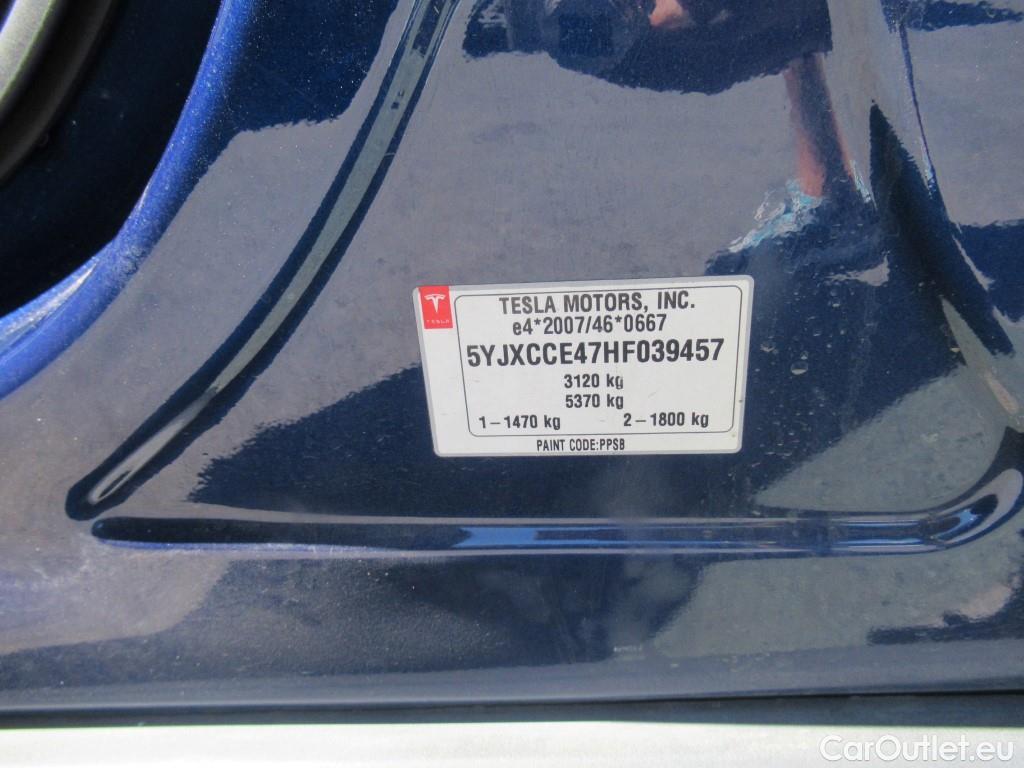 TESLA MOTORS, INC.
e4*2007/46*0667
5YJXCCE47HF039457
3120 kg
5370 kg
1 – 1470 kg 2 – 1800 kg
PAINT CODE:PPSB
TESLA
CarOutlet.eu